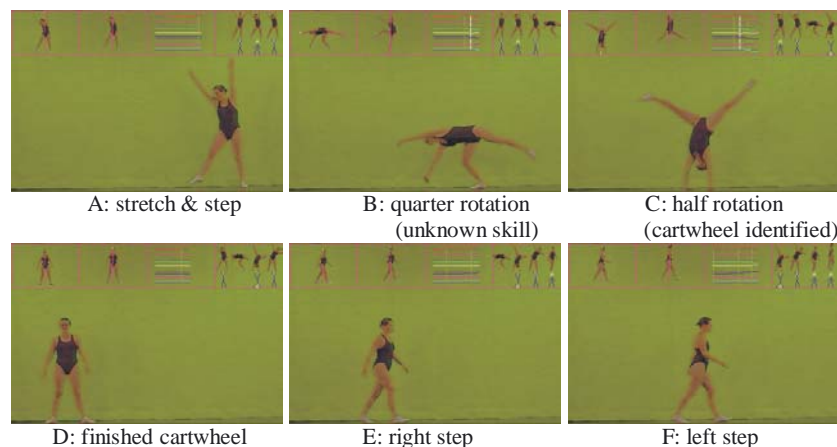 A: stretch & step
B: quarter rotation
(unknown skill)
C: half rotation
(cartwheel identified)
D: finished cartwheel
E: right step
F: left step